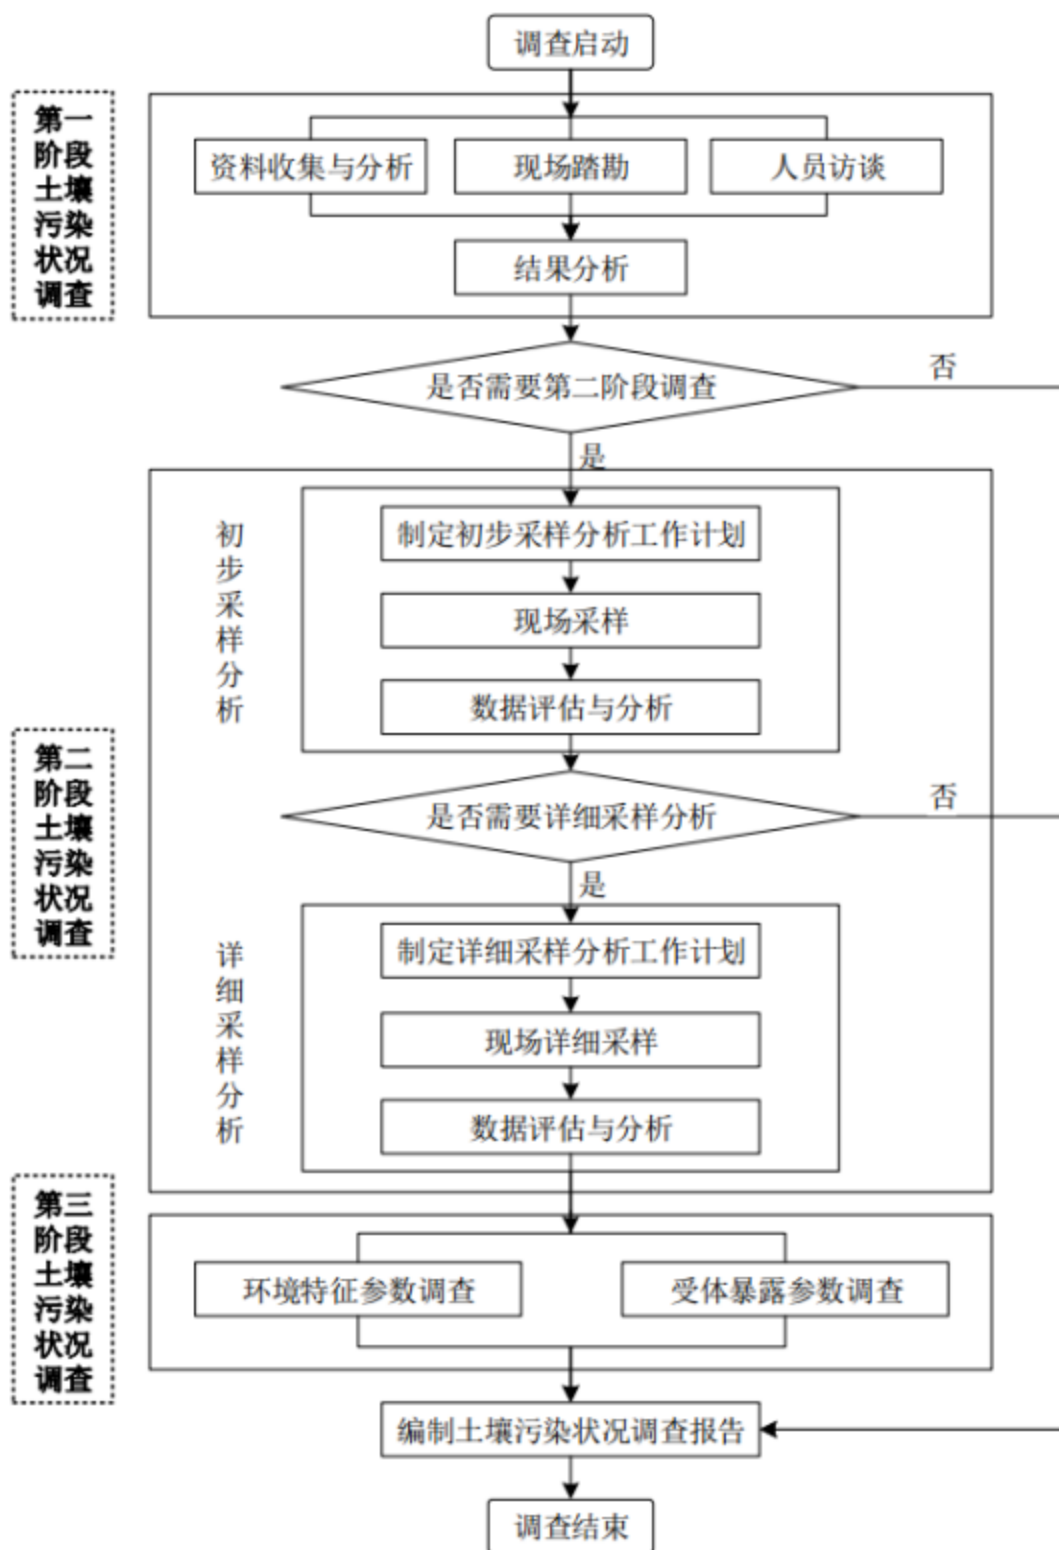 调查启动
第一
阶段
土壤
污染
状况
调查
资料收集与分析
现场踏勘
人员访谈
结果分析
是否需要第二阶段调查
否
是
初
步
采
样
分
析
制定初步采样分析工作计划
现场采样
数据评估与分析
第二
阶段
土壤
污染
状况
调查
是否需要详细采样分析
否
是
详
细
采
样
分
析
制定详细采样分析工作计划
现场详细采样
数据评估与分析
第三
阶段
土壤
污染
状况
调查
环境特征参数调查
受体暴露参数调查
编制土壤污染状况调查报告
调查结束